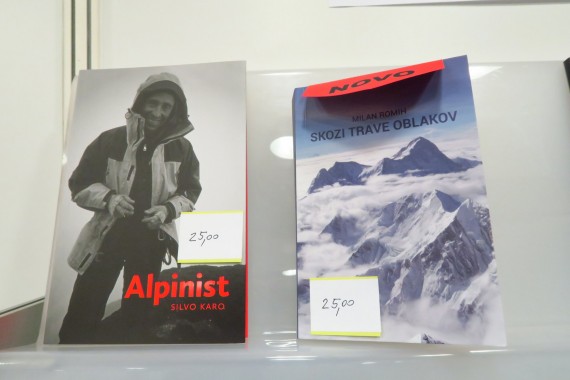 Alpinist
SILVO KARO
25,00
NOVO
MILAN ROMIH
SKOZI TRAVE OBLAKOV
25,00